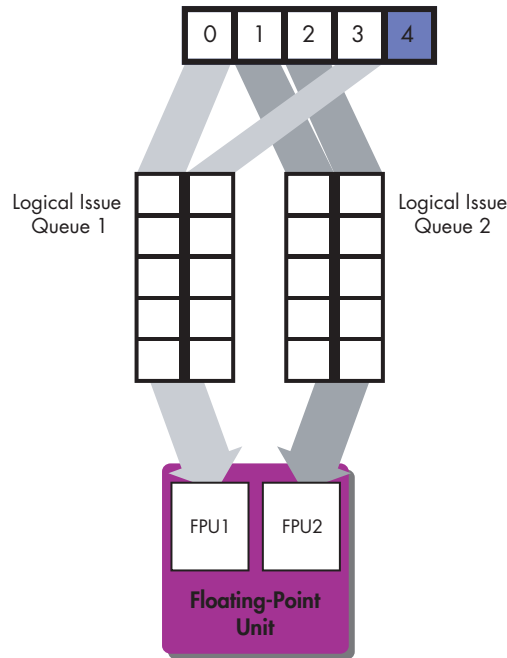 0 1 2 3 4
Logical Issue
Queue 1
Logical Issue
Queue 2
FPU1 FPU2
Floating-Point
Unit